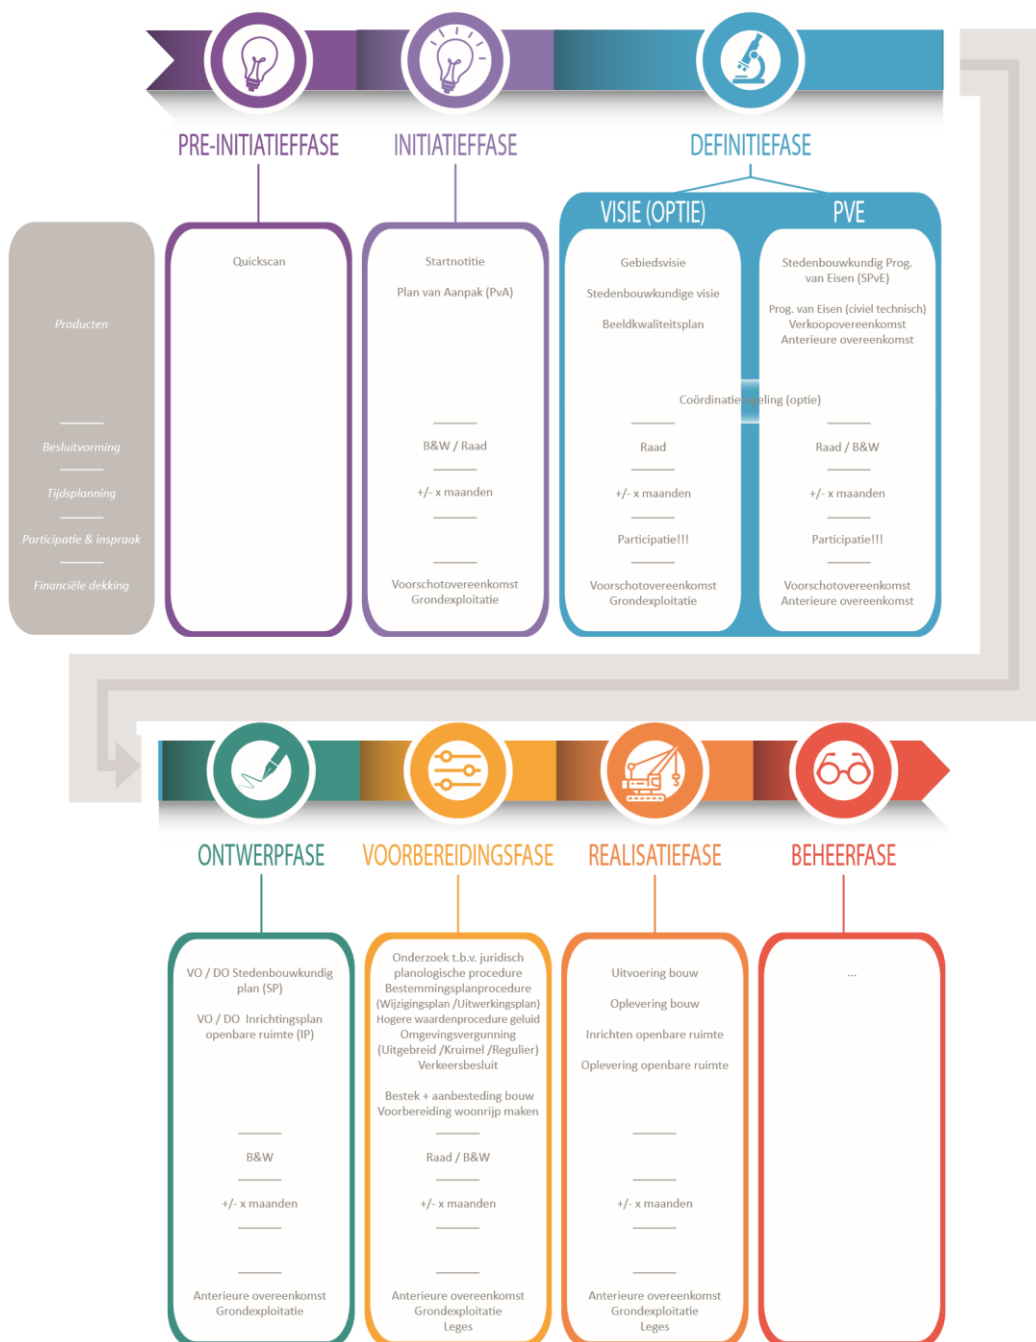 PRE-INITIATIEFFASE
INITIATIEFFASE
DEFINITIEFASE
VISIE (OPTIE)
PVE
Producten
Besluitvorming
Tijdsplanning
Participatie & inspraak
Financiële dekking
Quickscan
Startnotitie
Plan van Aanpak (PvA)
B&W / Raad
+/- x maanden
Voorschotovereenkomst
Grondexploitatie
Gebiedsvisie
Stedenbouwkundige visie
Beeldkwaliteitsplan
Coördinatieregeling (optie)
Raad
+/- x maanden
Participatie!!!
Voorschotovereenkomst
Grondexploitatie
Stedenbouwkundig Prog.
van Eisen (SPvE)
Prog. van Eisen (civiel technisch)
Verkoopovereenkomst
Anterieure overeenkomst
Raad / B&W
+/- x maanden
Participatie!!!
Voorschotovereenkomst
Anterieure overeenkomst
ONTWERPFASE
VOORBEREIDINGSFASE
REALISATIEFASE
BEHEERFASE
VO / DO Stedenbouwkundig
plan (SP)
VO / DO Inrichtingsplan
openbare ruimte (IP)
B&W
+/- x maanden
Anterieure overeenkomst
Grondexploitatie
Onderzoek t.b.v. juridisch
planologische procedure
Bestemmingsplanprocedure
(Wijzigingsplan /Uitwerkingsplan)
Hogere waardenprocedure geluid
Omgevingsvergunning
(Uitgebreid /Kruimel /Regulier)
Verkeersbesluit
Bestek + aanbesteding bouw
Voorbereiding woonrijp maken
Raad / B&W
+/- x maanden
Anterieure overeenkomst
Grondexploitatie
Leges
Uitvoering bouw
Oplevering bouw
Inrichten openbare ruimte
Oplevering openbare ruimte
+/- x maanden
Anterieure overeenkomst
Grondexploitatie
Leges
...